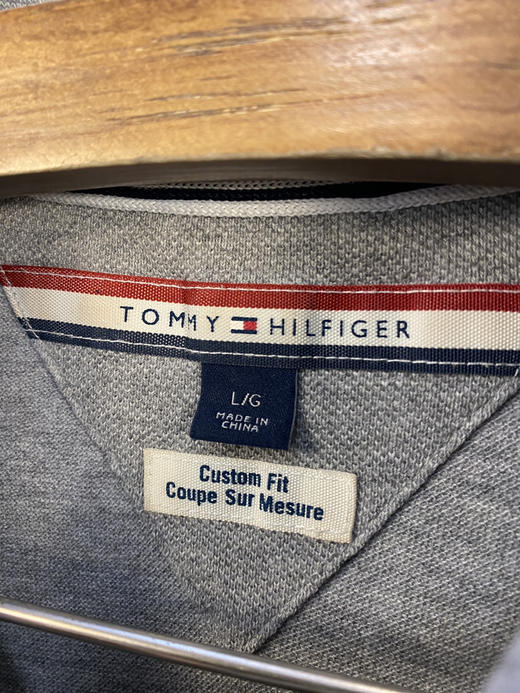 TOMMY HILFIGER
L/G
MADE IN
CHINA
Custom Fit
Coupe Sur Mesure